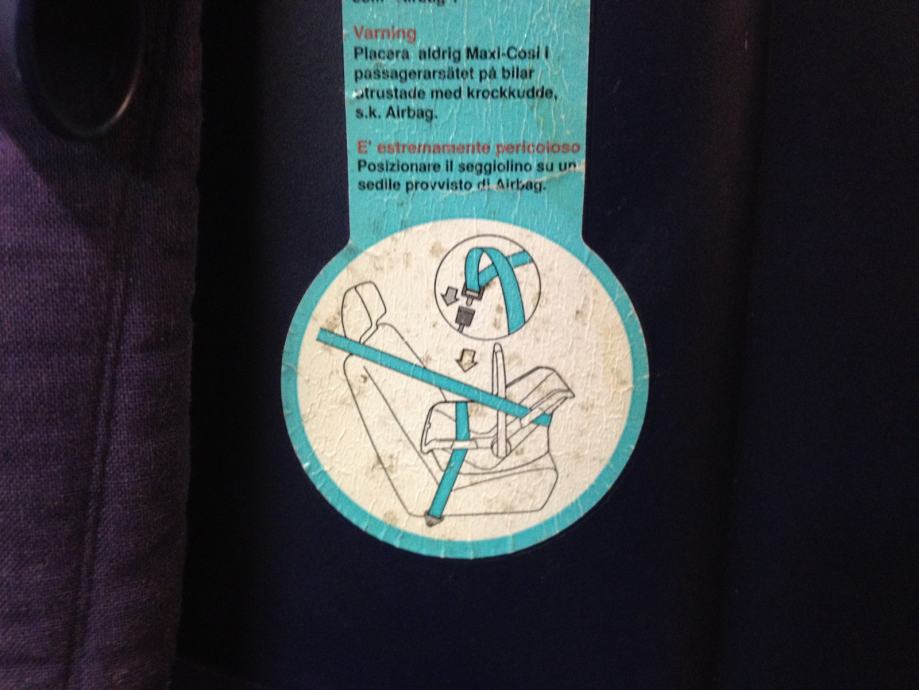 Airbag !
Varning
Placera aldrig Maxi-Cosi i
passagerarsätet på bilar
utrustade med krockkudde,
s.k. Airbag.
E' estremamente pericoloso
Posizionare il seggiolino su un
sedile provvisto di Airbag.